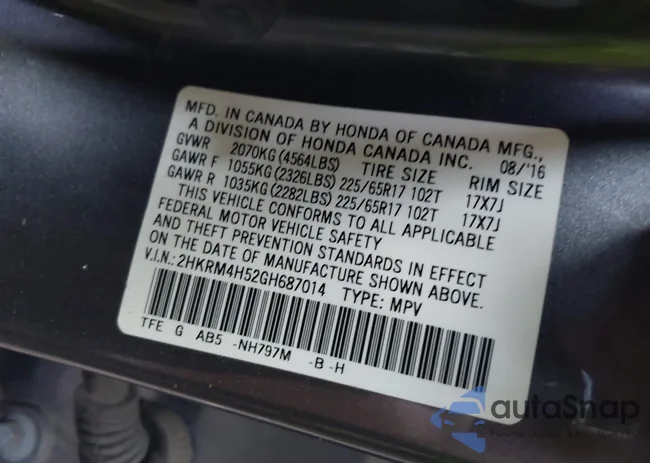 MFD. IN CANADA BY HONDA OF CANADA MFG.,
A DIVISION OF HONDA CANADA INC. 08/'16
GVWR 2070KG (4564LBS) TIRE SIZE RIM SIZE
GAWR F 1055KG (2326LBS) 225/65R17 102T 17X7J
GAWR R 1035KG (2282LBS) 225/65R17 102T 17X7J
THIS VEHICLE CONFORMS TO ALL APPLICABLE
FEDERAL MOTOR VEHICLE SAFETY
AND THEFT PREVENTION STANDARDS IN EFFECT
ON THE DATE OF MANUFACTURE SHOWN ABOVE.
V.I.N.: 2HKRM4H52GH687014 TYPE: MPV
TFE G AB5 -NH797M -B -H
autoSnap